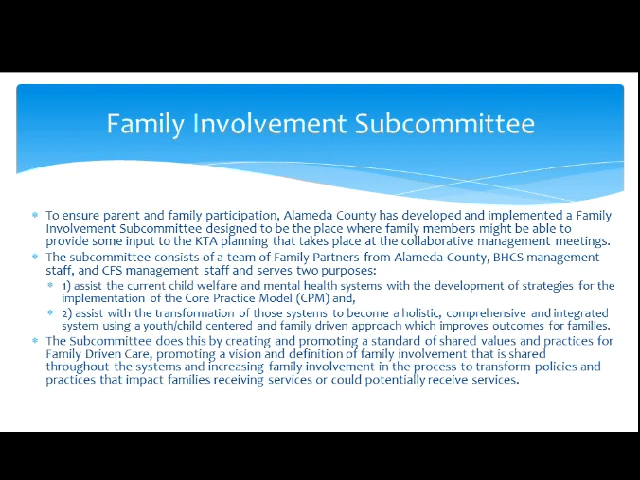 Family Involvement Subcommittee
To ensure parent and family participation, Alameda County has developed and implemented a Family
Involvement Subcommittee designed to be the place where family members might be able to
provide some input to the KTA planning that takes place at the collaborative management meetings.
The subcommittee consists of a team of Family Partners from Alameda County, BHCS management
staff, and CFS management staff and serves two purposes:
1) assist the current child welfare and mental health systems with the development of strategies for the
implementation of the Core Practice Model (CPM) and,
2) assist with the transformation of those systems to become a holistic, comprehensive and integrated
system using a youth/child centered and family driven approach which improves outcomes for families.
The Subcommittee does this by creating and promoting a standard of shared values and practices for
Family Driven Care, promoting a vision and definition of family involvement that is shared
throughout the systems and increasing family involvement in the process to transform policies and
practices that impact families receiving services or could potentially receive services.